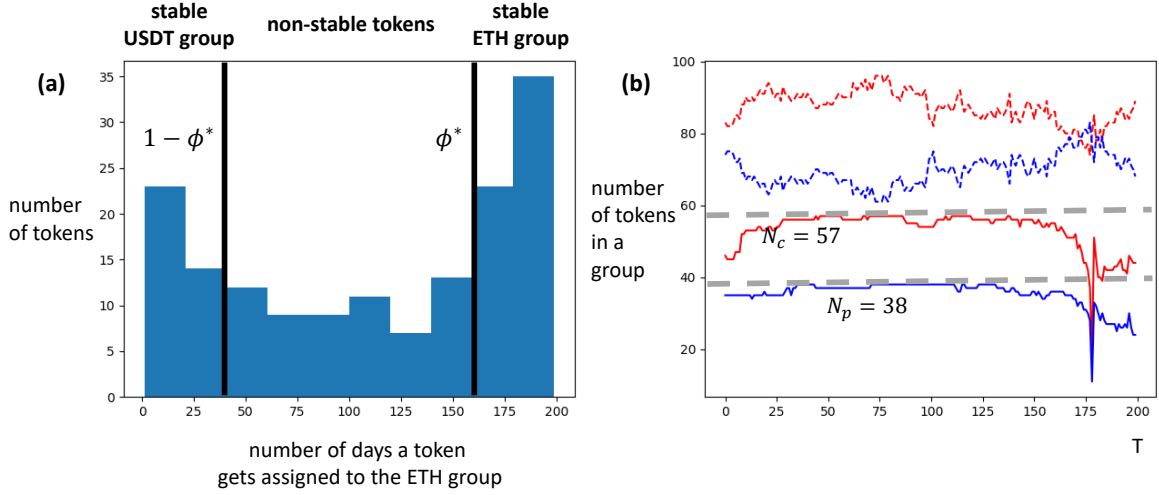 stable
USDT group
non-stable tokens
stable
ETH group
(a)
35
30
25
20
15
10
5
0
1 − ϕ*
ϕ*
number
of tokens
0 25 50 75 100 125 150 175 200
number of days a token
gets assigned to the ETH group
(b)
100
80
60
40
20
number
of tokens
in a
group
N_c = 57
N_p = 38
0 25 50 75 100 125 150 175 200
T